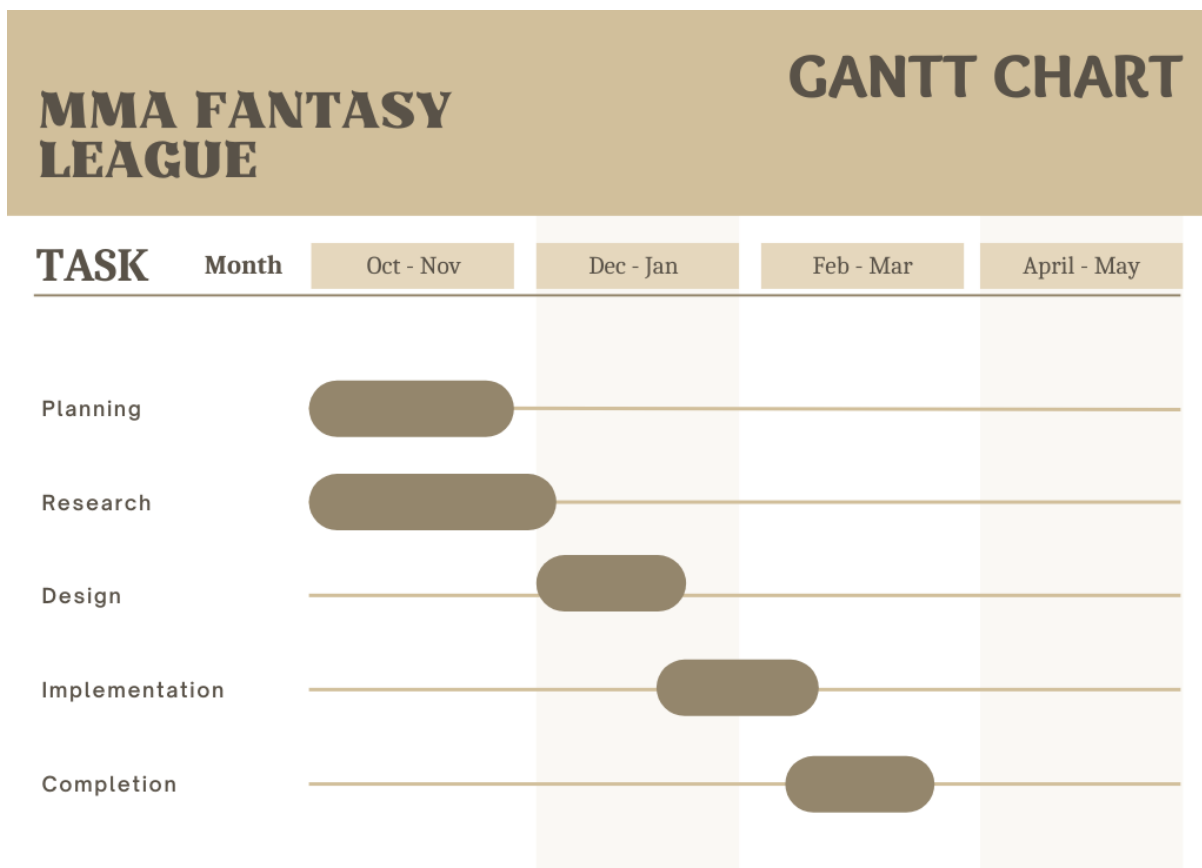 GANTT CHART
MMA FANTASY
LEAGUE
TASK Month Oct - Nov Dec - Jan Feb - Mar April - May
Planning
Research
Design
Implementation
Completion